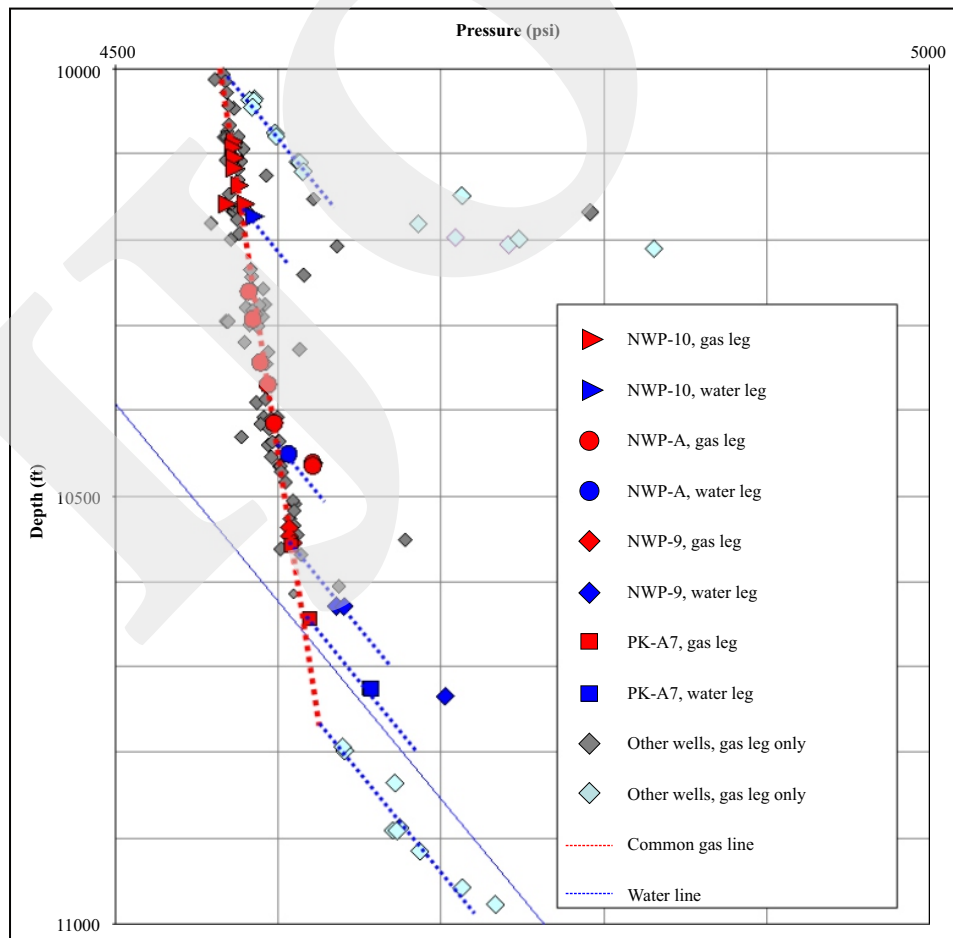 Pressure (psi)
4500
5000
10000
10500
11000
Depth (ft)
NWP-10, gas leg
NWP-10, water leg
NWP-A, gas leg
NWP-A, water leg
NWP-9, gas leg
NWP-9, water leg
PK-A7, gas leg
PK-A7, water leg
Other wells, gas leg only
Other wells, gas leg only
Common gas line
Water line